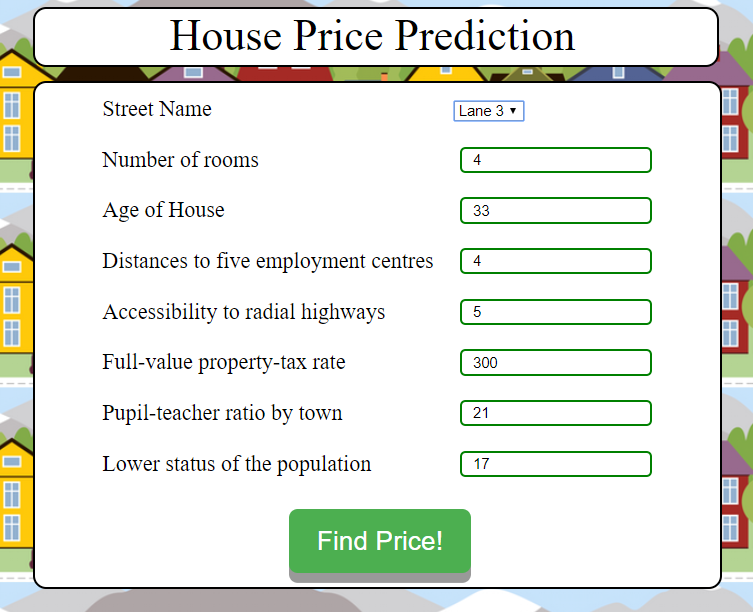 House Price Prediction
Street Name Lane 3
Number of rooms 4
Age of House 33
Distances to five employment centres 4
Accessibility to radial highways 5
Full-value property-tax rate 300
Pupil-teacher ratio by town 21
Lower status of the population 17
Find Price!